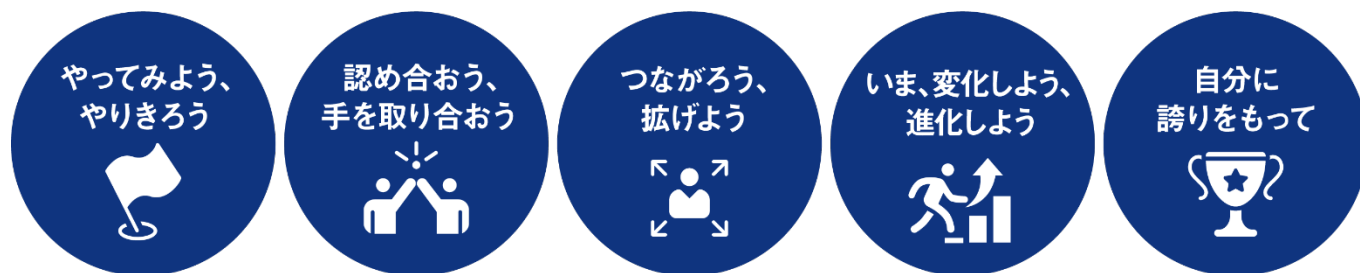 やってみよう、
やりきろう
認め合おう、
手を取り合おう
つながろう、
拡げよう
いま、変化しよう、
進化しよう
自分に
誇りをもって